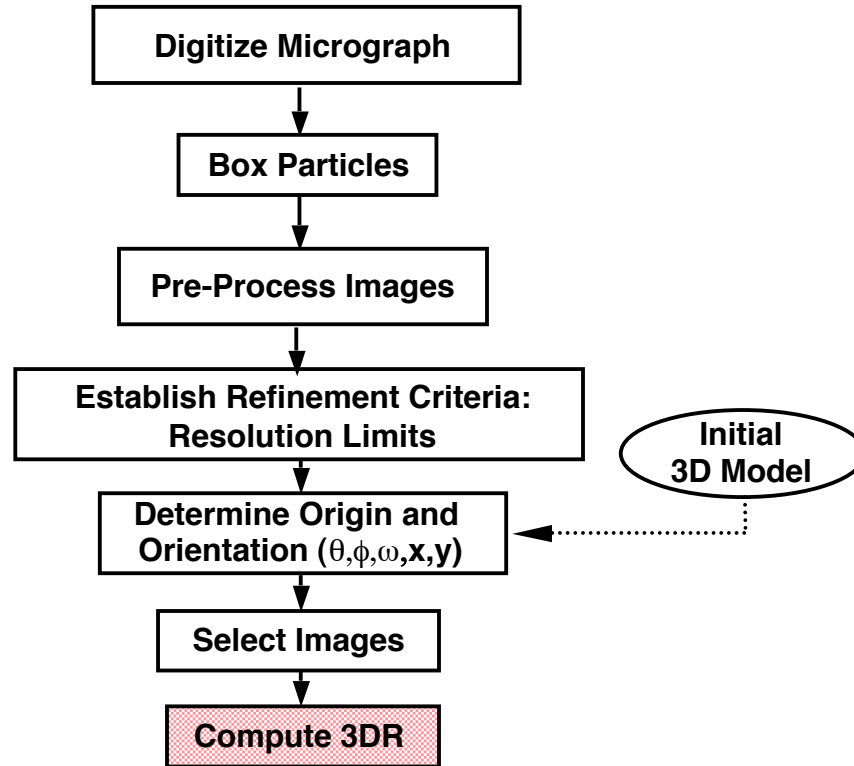 Digitize Micrograph
Box Particles
Pre-Process Images
Establish Refinement Criteria:
Resolution Limits
Initial
3D Model
Determine Origin and
Orientation (θ,ϕ,ω,x,y)
Select Images
Compute 3DR